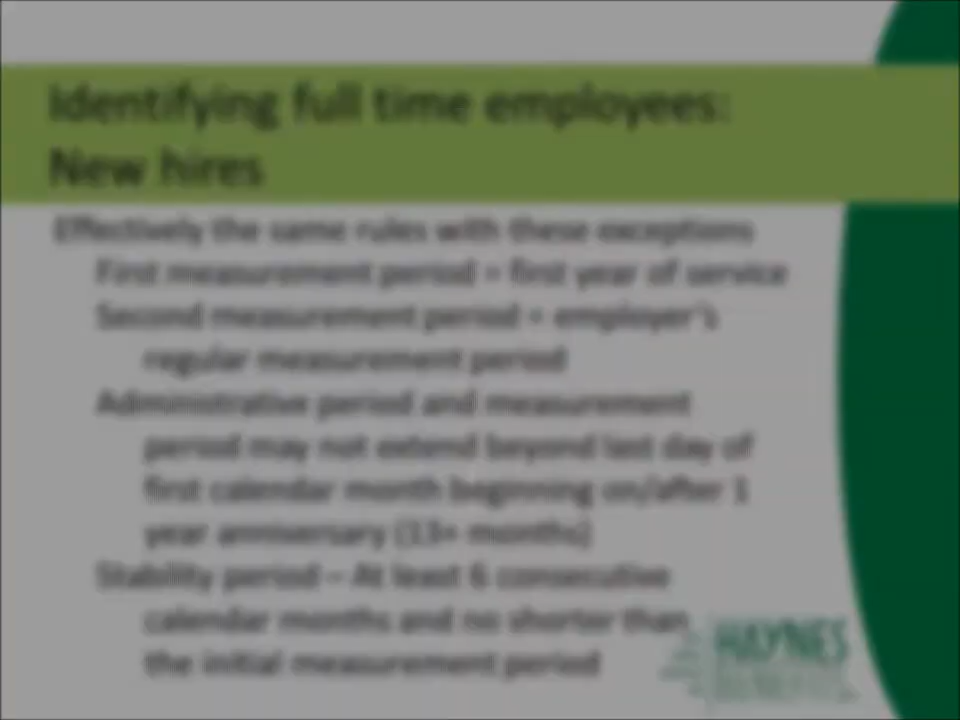 Identifying full time employees:
New hires
Effectively the same rules with these exceptions
First measurement period = first year of service
Second measurement period = employer's
regular measurement period
Administrative period and measurement
period may not extend beyond last day of
first calendar month beginning on/after 1
year anniversary (13+ months)
Stability period – At least 6 consecutive
calendar months and no shorter than
the initial measurement period
HAYNES